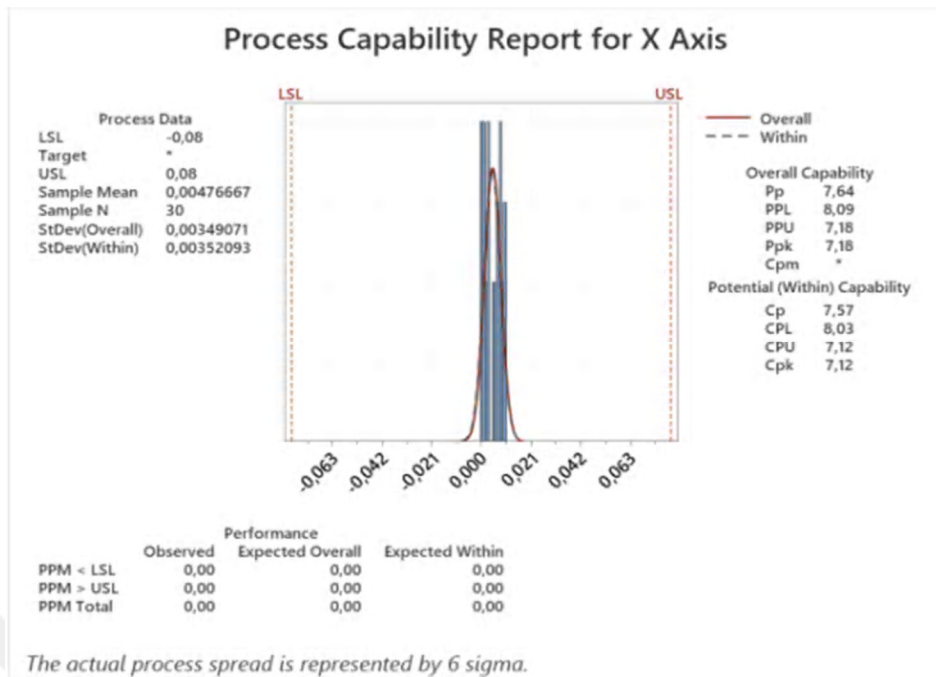 Process Capability Report for X Axis
LSL
USL
Process Data
LSL -0,08
Target *
USL 0,08
Sample Mean 0,00476667
Sample N 30
StDev(Overall) 0,00349071
StDev(Within) 0,00352093
Overall
Within
Overall Capability
Pp 7,64
PPL 8,09
PPU 7,18
Ppk 7,18
Cpm *
Potential (Within) Capability
Cp 7,57
CPL 8,03
CPU 7,12
Cpk 7,12
-0,063 -0,042 -0,021 0,000 0,021 0,042 0,063
Performance
Observed Expected Overall Expected Within
PPM < LSL 0,00 0,00 0,00
PPM > USL 0,00 0,00 0,00
PPM Total 0,00 0,00 0,00
The actual process spread is represented by 6 sigma.